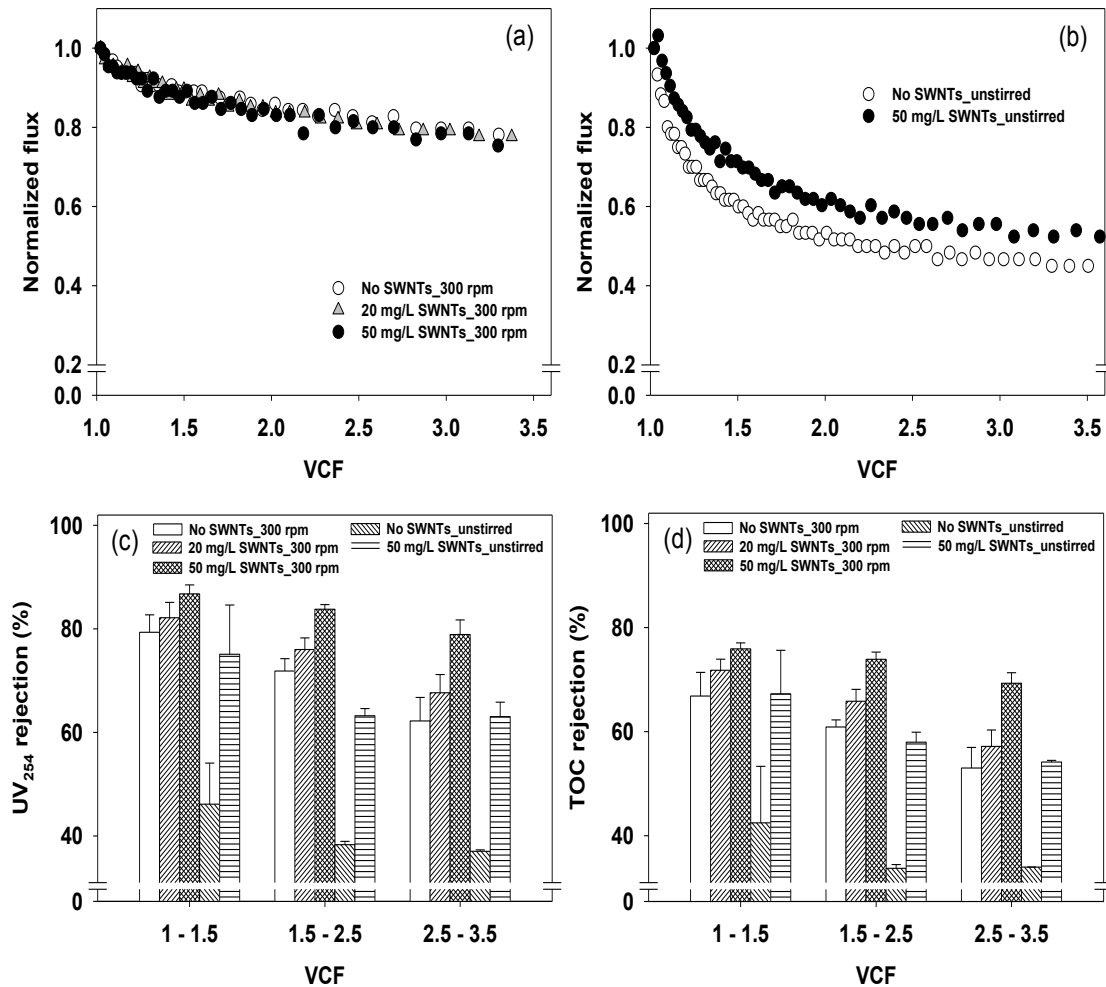 (a)
Normalized flux
1.0
0.8
0.6
0.4
0.2
0.0
No SWNTs_300 rpm
20 mg/L SWNTs_300 rpm
50 mg/L SWNTs_300 rpm
1.0 1.5 2.0 2.5 3.0 3.5
VCF
(b)
Normalized flux
1.0
0.8
0.6
0.4
0.2
0.0
No SWNTs_unstirred
50 mg/L SWNTs_unstirred
1.0 1.5 2.0 2.5 3.0 3.5
VCF
(c)
UV254 rejection (%)
100
80
60
40
0
No SWNTs_300 rpm
20 mg/L SWNTs_300 rpm
50 mg/L SWNTs_300 rpm
No SWNTs_unstirred
50 mg/L SWNTs_unstirred
1 - 1.5 1.5 - 2.5 2.5 - 3.5
VCF
(d)
TOC rejection (%)
100
80
60
40
0
No SWNTs_300 rpm
20 mg/L SWNTs_300 rpm
50 mg/L SWNTs_300 rpm
No SWNTs_unstirred
50 mg/L SWNTs_unstirred
1 - 1.5 1.5 - 2.5 2.5 - 3.5
VCF